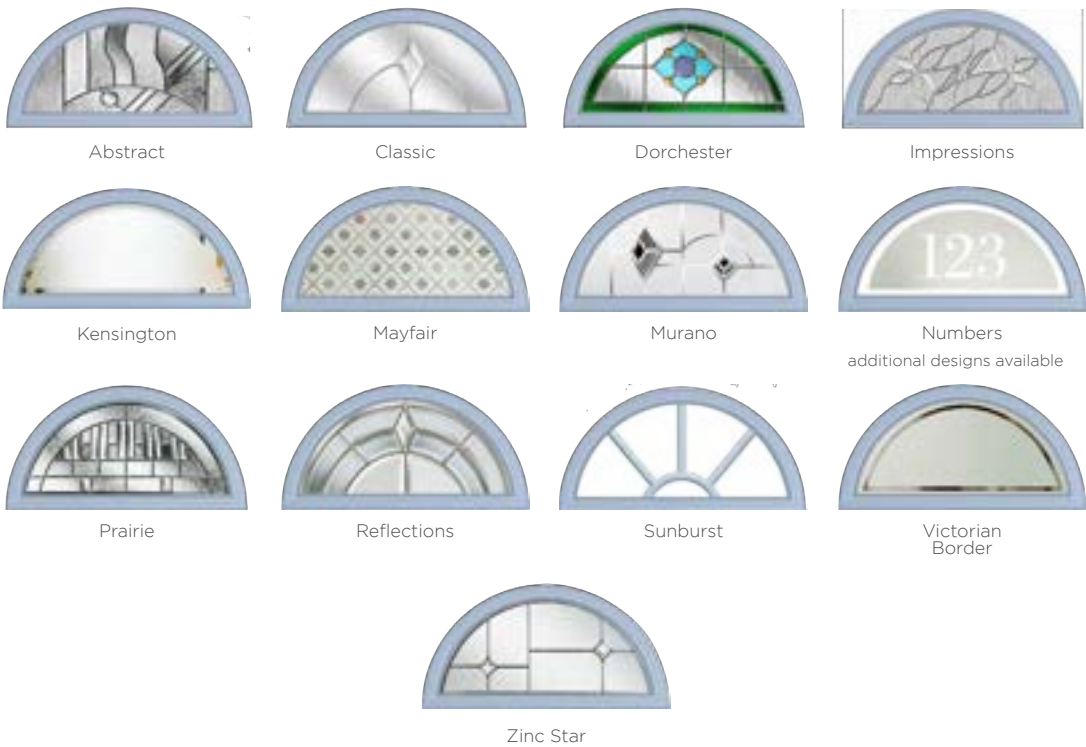 Abstract
Classic
Dorchester
Impressions
Kensington
Mayfair
Murano
123
Numbers
additional designs available
Prairie
Reflections
Sunburst
Victorian
Border
Zinc Star